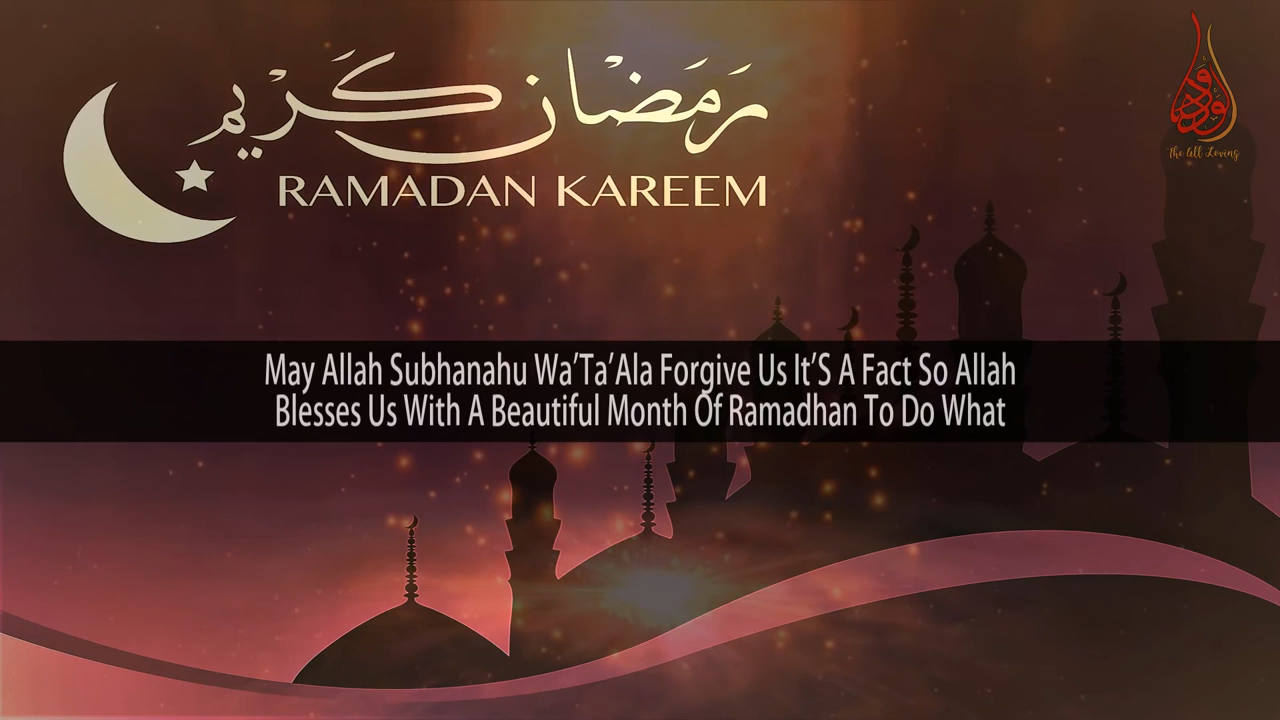 رَمَضَان كَرْيم
RAMADAN KAREEM
الودود
The All Loving
May Allah Subhanahu Wa’Ta’Ala Forgive Us It’S A Fact So Allah
Blesses Us With A Beautiful Month Of Ramadhan To Do What